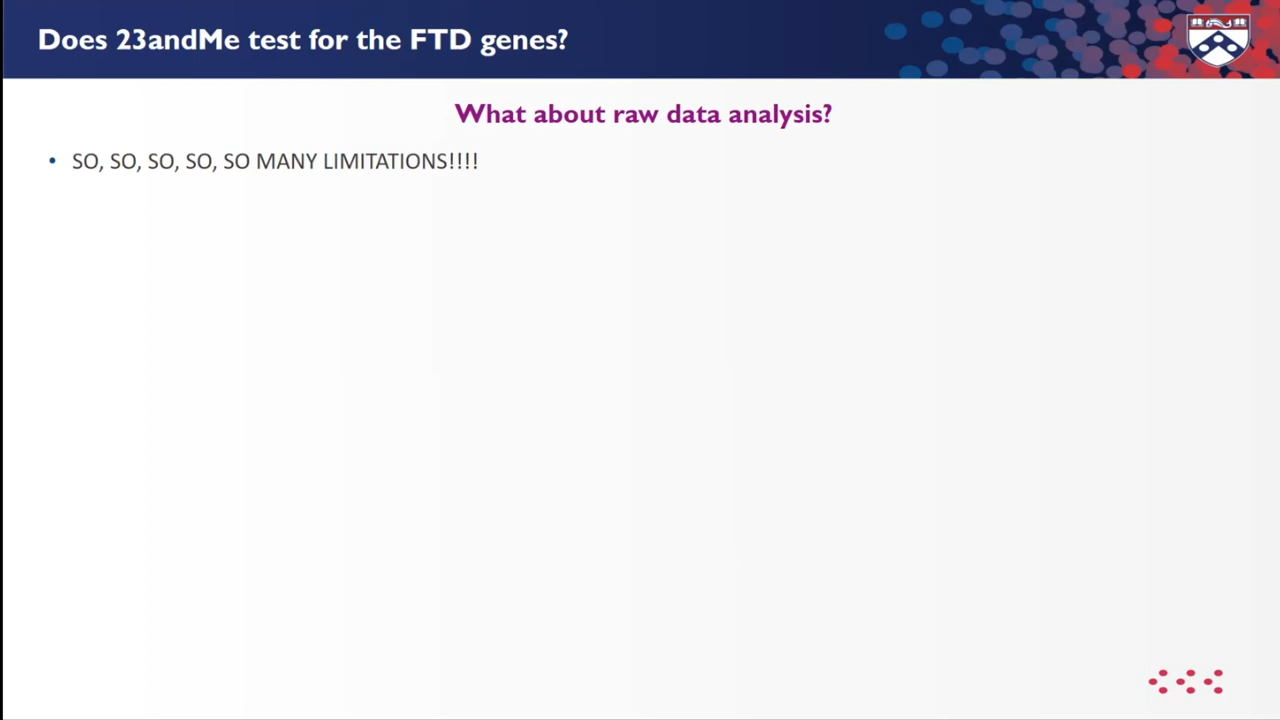 Does 23andMe test for the FTD genes?
What about raw data analysis?
• SO, SO, SO, SO, SO MANY LIMITATIONS!!!!